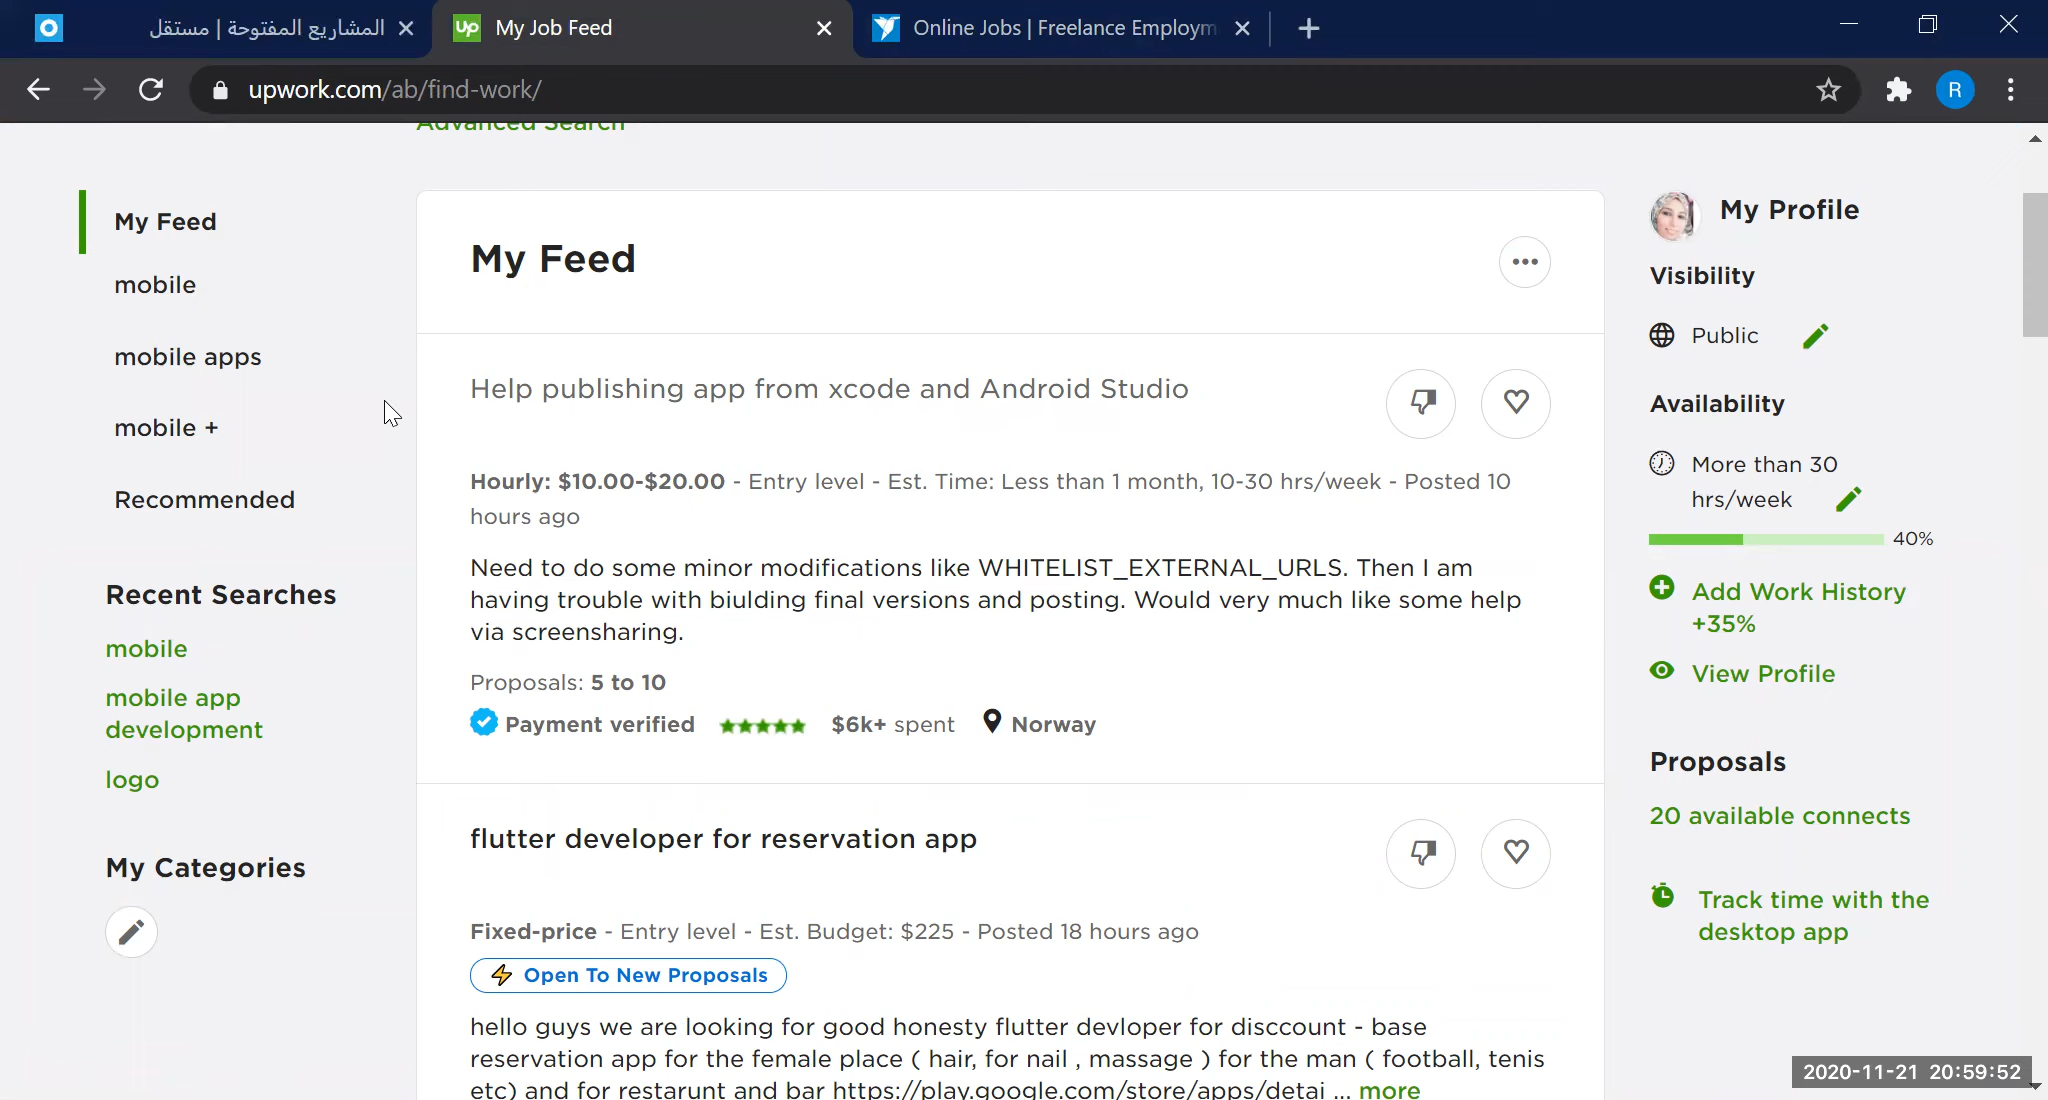 المشاريع المفتوحة | مستقل
My Job Feed
Online Jobs | Freelance Employm
upwork.com/ab/find-work/
R
Advanced Search
My Feed
mobile
mobile apps
mobile +
Recommended
Recent Searches
mobile
mobile app
development
logo
My Categories
My Feed
Help publishing app from xcode and Android Studio
Hourly: $10.00-$20.00 - Entry level - Est. Time: Less than 1 month, 10-30 hrs/week - Posted 10
hours ago
Need to do some minor modifications like WHITELIST_EXTERNAL_URLS. Then I am
having trouble with biulding final versions and posting. Would very much like some help
via screensharing.
Proposals: 5 to 10
Payment verified $6k+ spent Norway
flutter developer for reservation app
Fixed-price - Entry level - Est. Budget: $225 - Posted 18 hours ago
Open To New Proposals
hello guys we are looking for good honesty flutter devloper for disccount - base
reservation app for the female place ( hair, for nail , massage ) for the man ( football, tenis
etc) and for restarunt and bar https://play.google.com/store/apps/detai ... more
My Profile
Visibility
Public
Availability
More than 30
hrs/week
40%
Add Work History
+35%
View Profile
Proposals
20 available connects
Track time with the
desktop app
2020-11-21 20:59:52